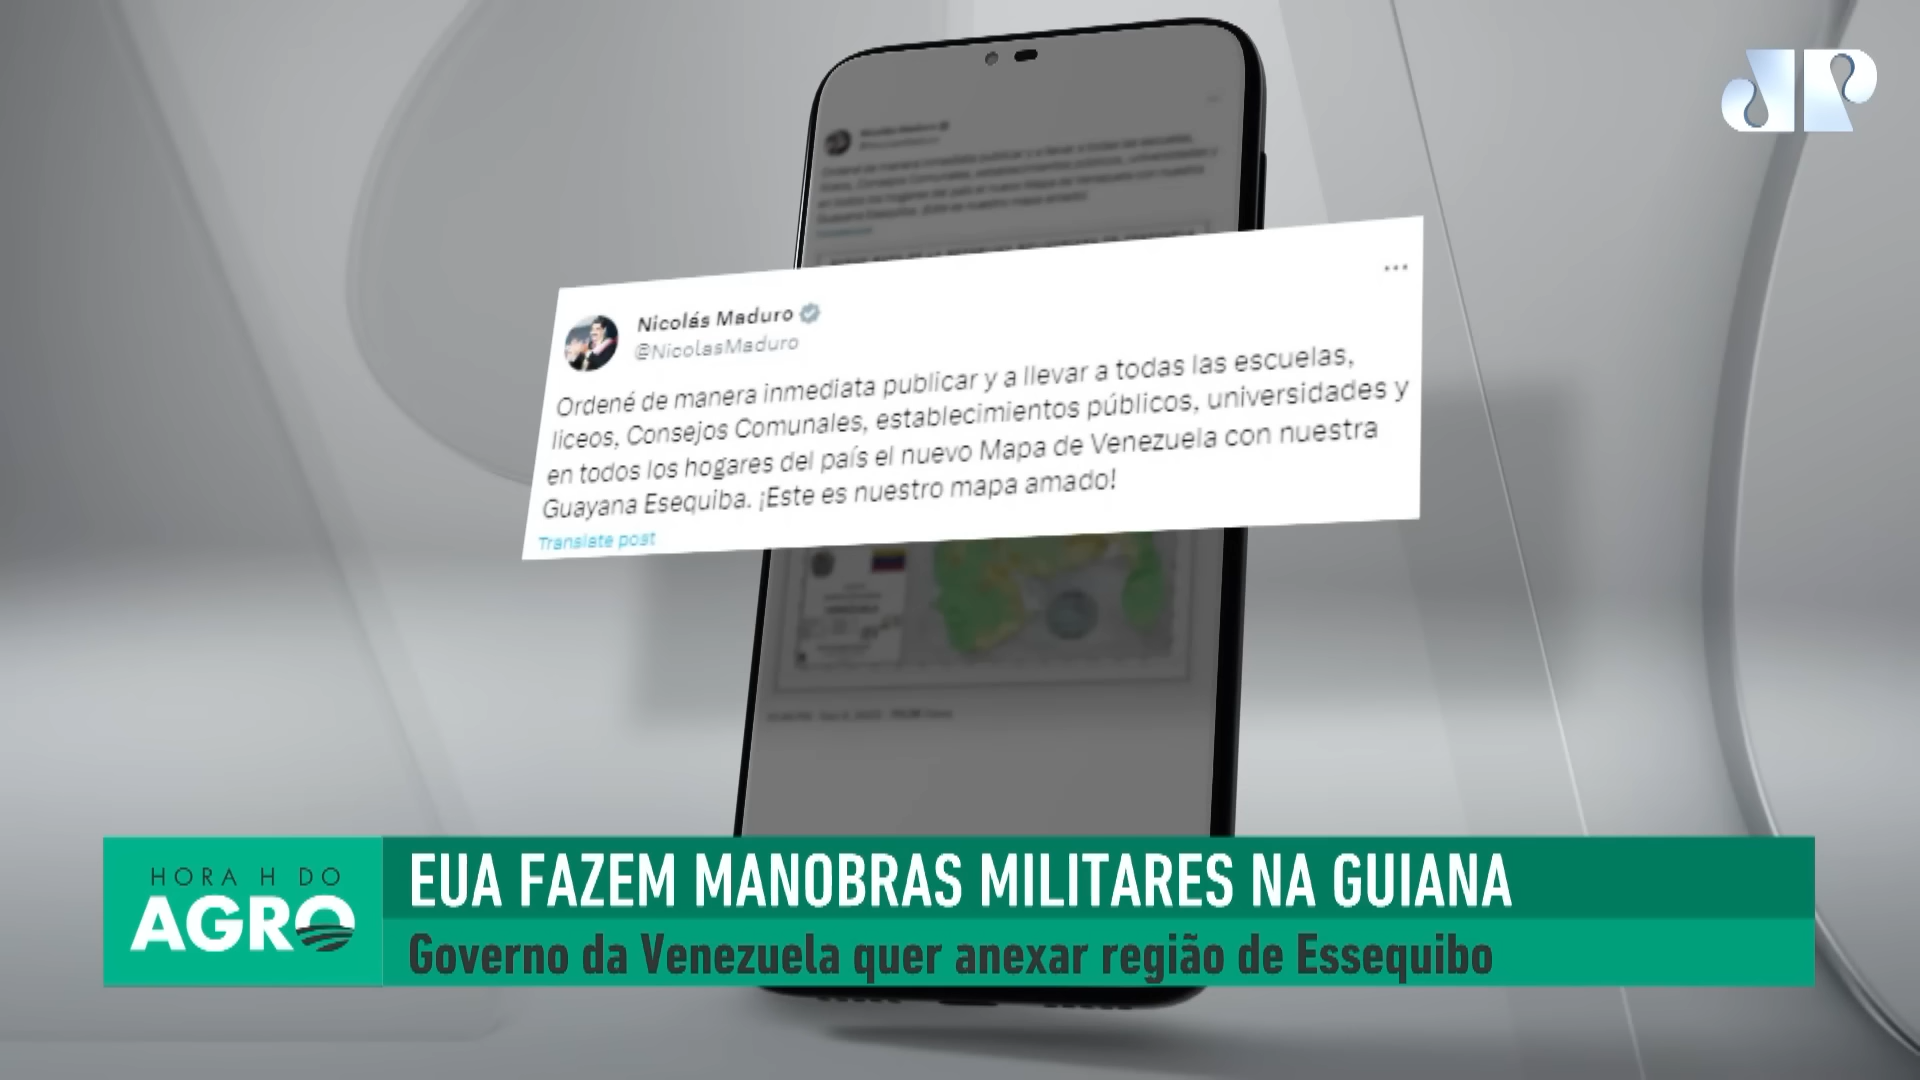 JP
Nicolás Maduro
@NicolasMaduro
Ordené de manera inmediata publicar y a llevar a todas las escuelas,
liceos, Consejos Comunales, establecimientos públicos, universidades y
en todos los hogares del país el nuevo Mapa de Venezuela con nuestra
Guayana Esequiba. ¡Este es nuestro mapa amado!
Translate post
HORA H DO
AGRO
EUA FAZEM MANOBRAS MILITARES NA GUIANA
Governo da Venezuela quer anexar região de Essequibo